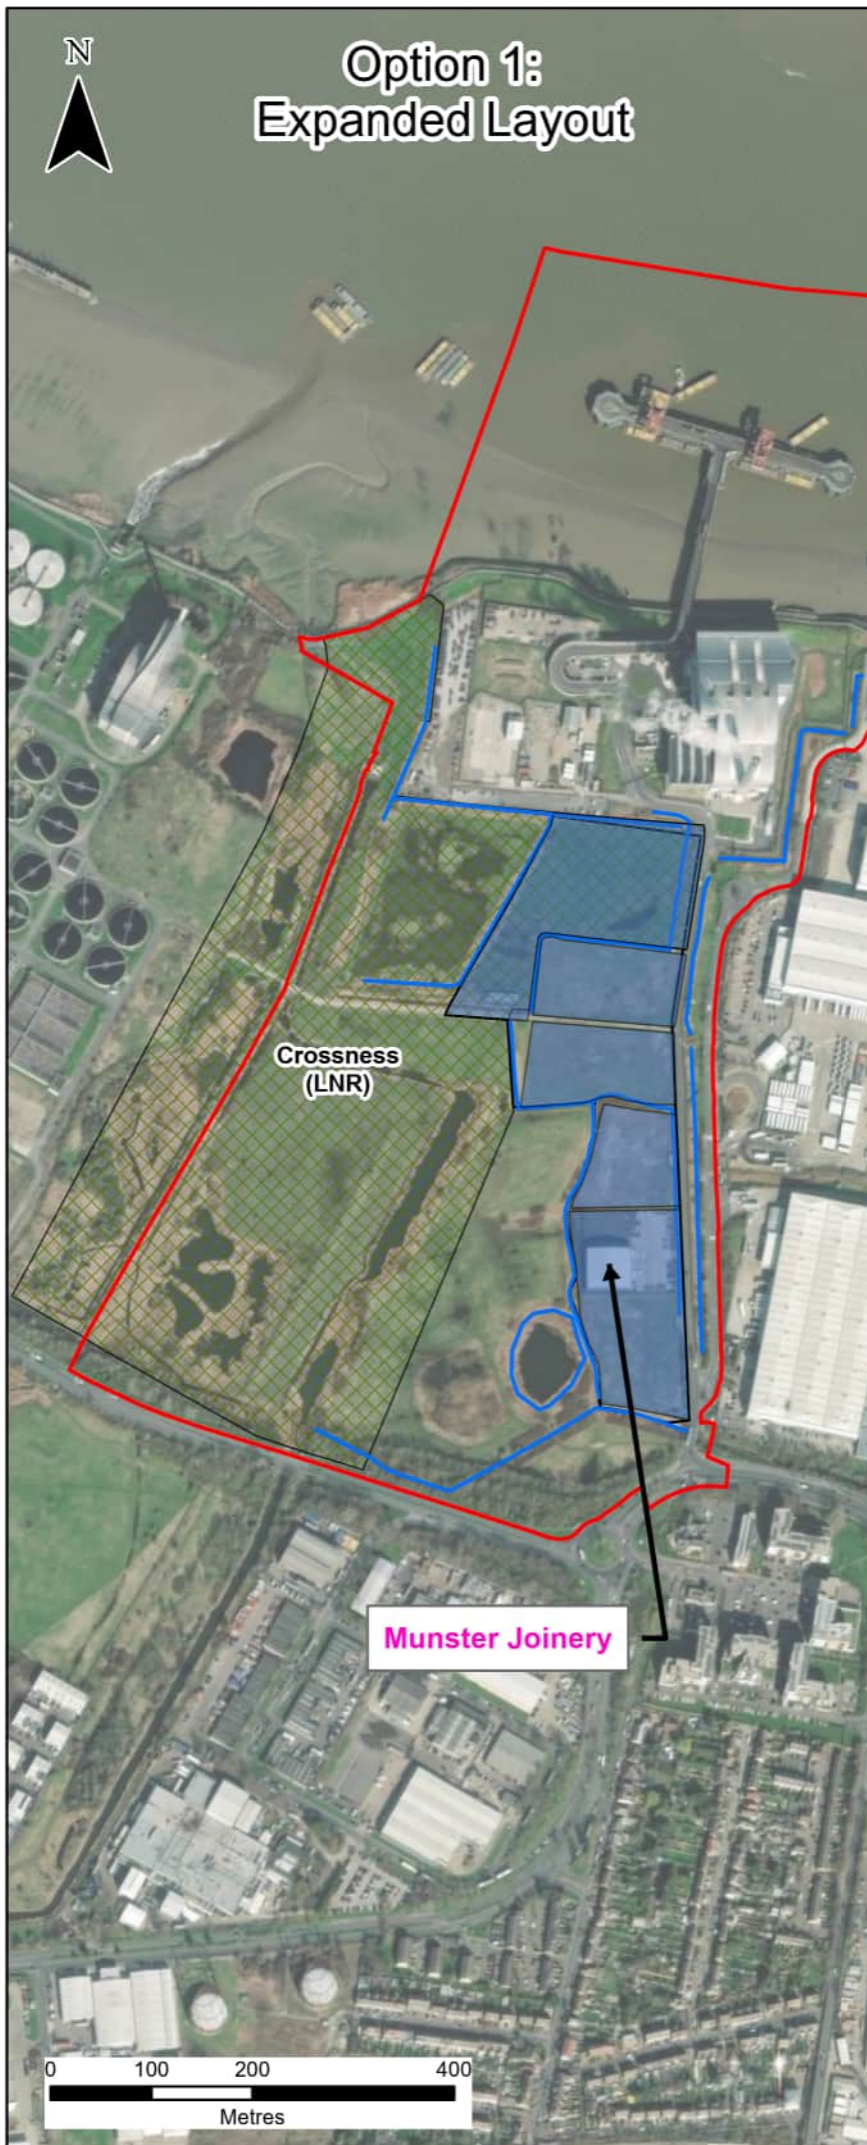 N
Option 1:
Expanded Layout
Crossness
(LNR)
Munster Joinery
0 100 200 400
Metres